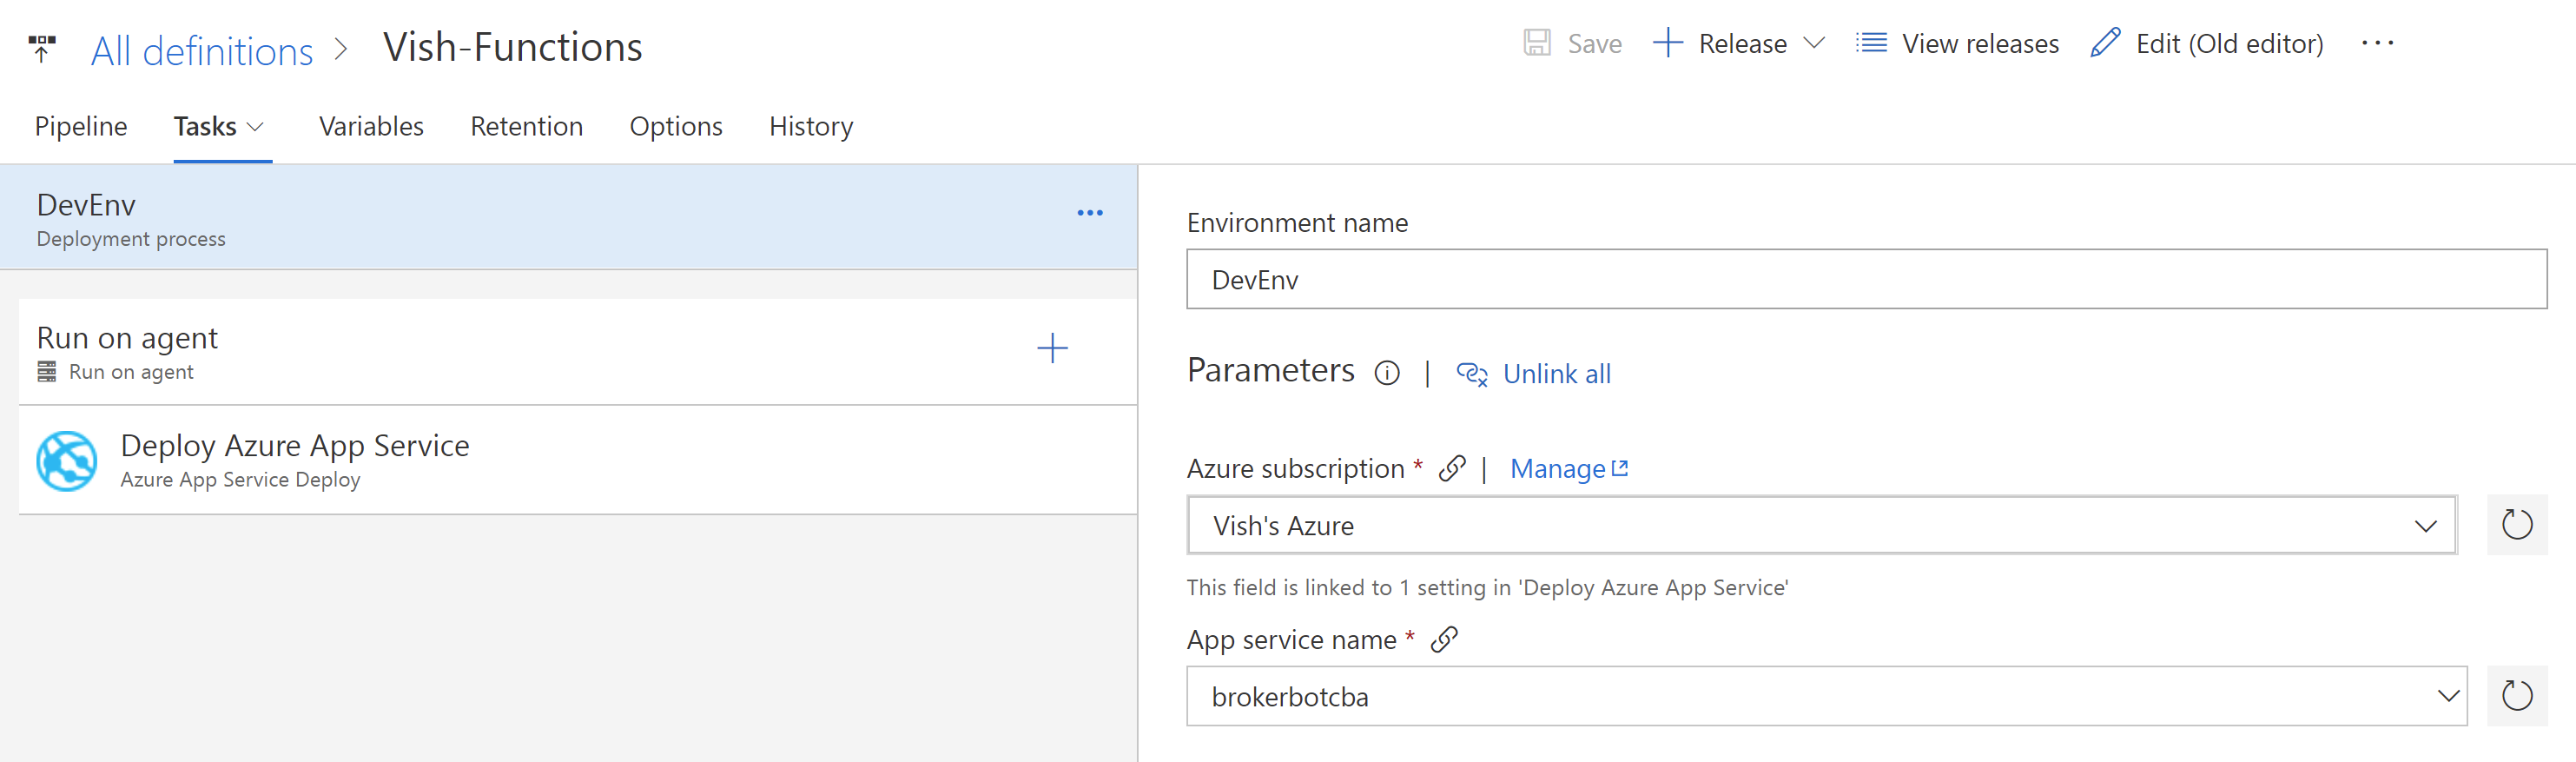 All definitions > Vish-Functions
Save Release View releases Edit (Old editor) ...
Pipeline Tasks Variables Retention Options History
DevEnv
Deployment process
Run on agent
Run on agent
Deploy Azure App Service
Azure App Service Deploy
Environment name
DevEnv
Parameters | Unlink all
Azure subscription * | Manage
Vish's Azure
This field is linked to 1 setting in 'Deploy Azure App Service'
App service name *
brokerbotcba